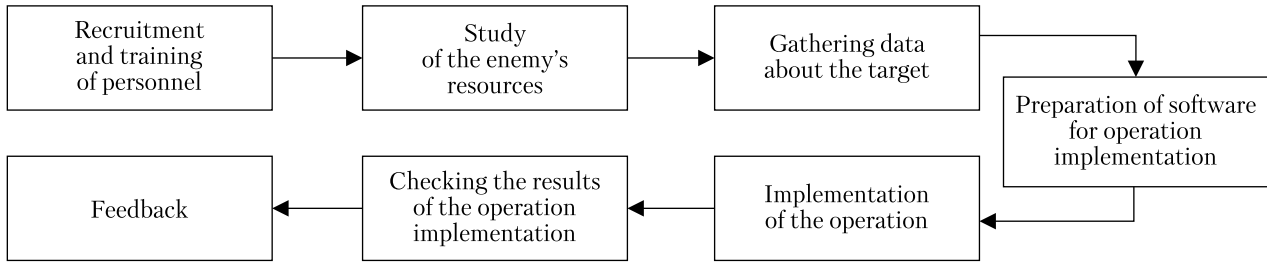 Recruitment
and training
of personnel
Study
of the enemy's
resources
Gathering data
about the target
Preparation of software
for operation
implementation
Implementation
of the operation
Checking the results
of the operation
implementation
Feedback